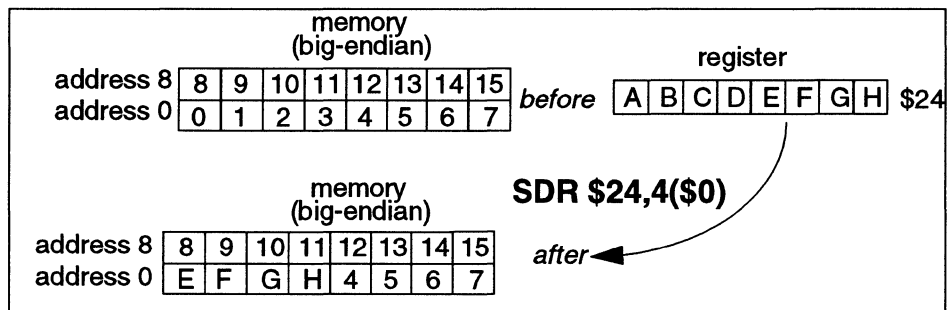 memory
(big-endian)
register
address 8 8 9 10 11 12 13 14 15
address 0 0 1 2 3 4 5 6 7 before A B C D E F G H $24
SDR $24,4($0)
memory
(big-endian)
address 8 8 9 10 11 12 13 14 15 after
address 0 E F G H 4 5 6 7